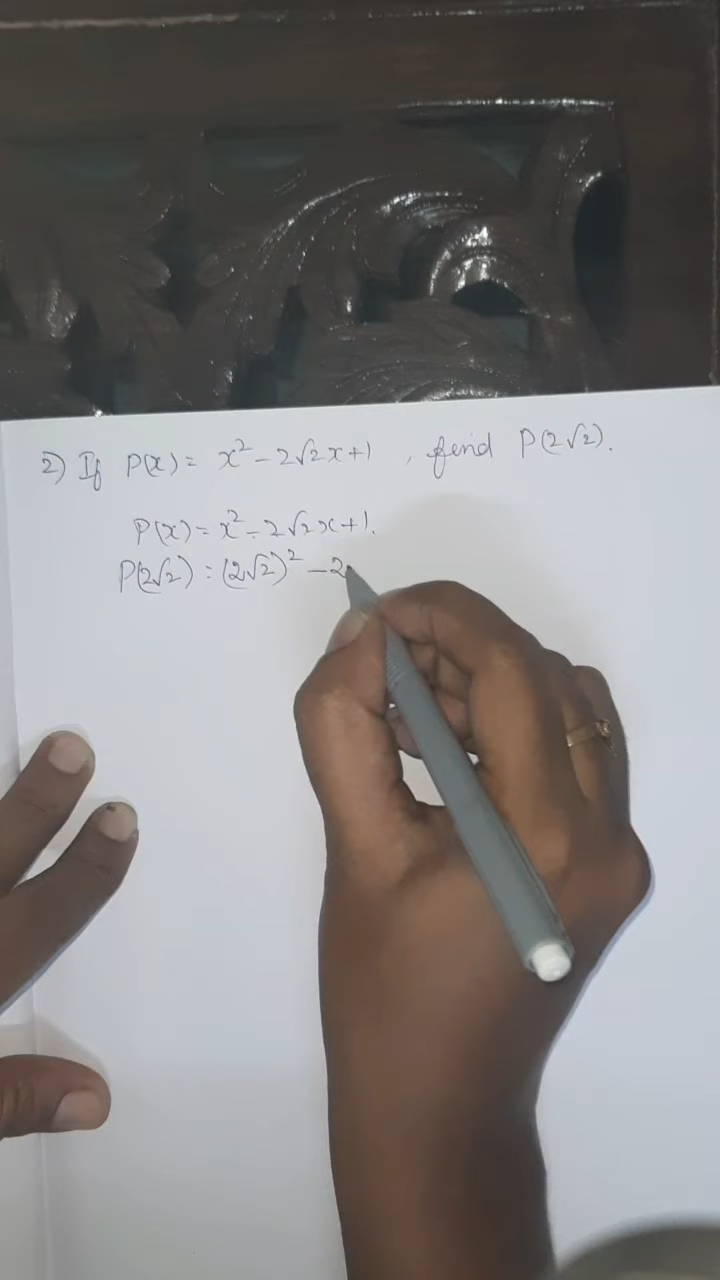 2) If P(x) = x² - 2√2x+1 , find P(2√2).
P(x) = x² - 2√2x+1.
P(2√2) = (2√2)² - 2